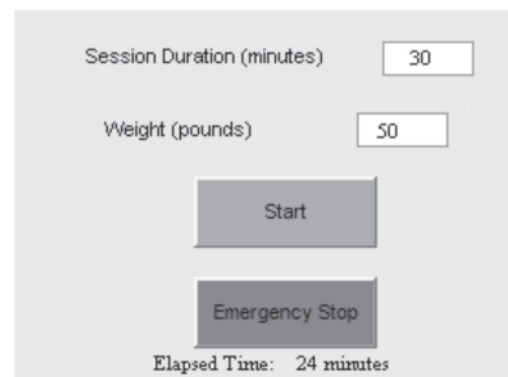 Session Duration (minutes) 30
Weight (pounds) 50
Start
Emergency Stop
Elapsed Time: 24 minutes